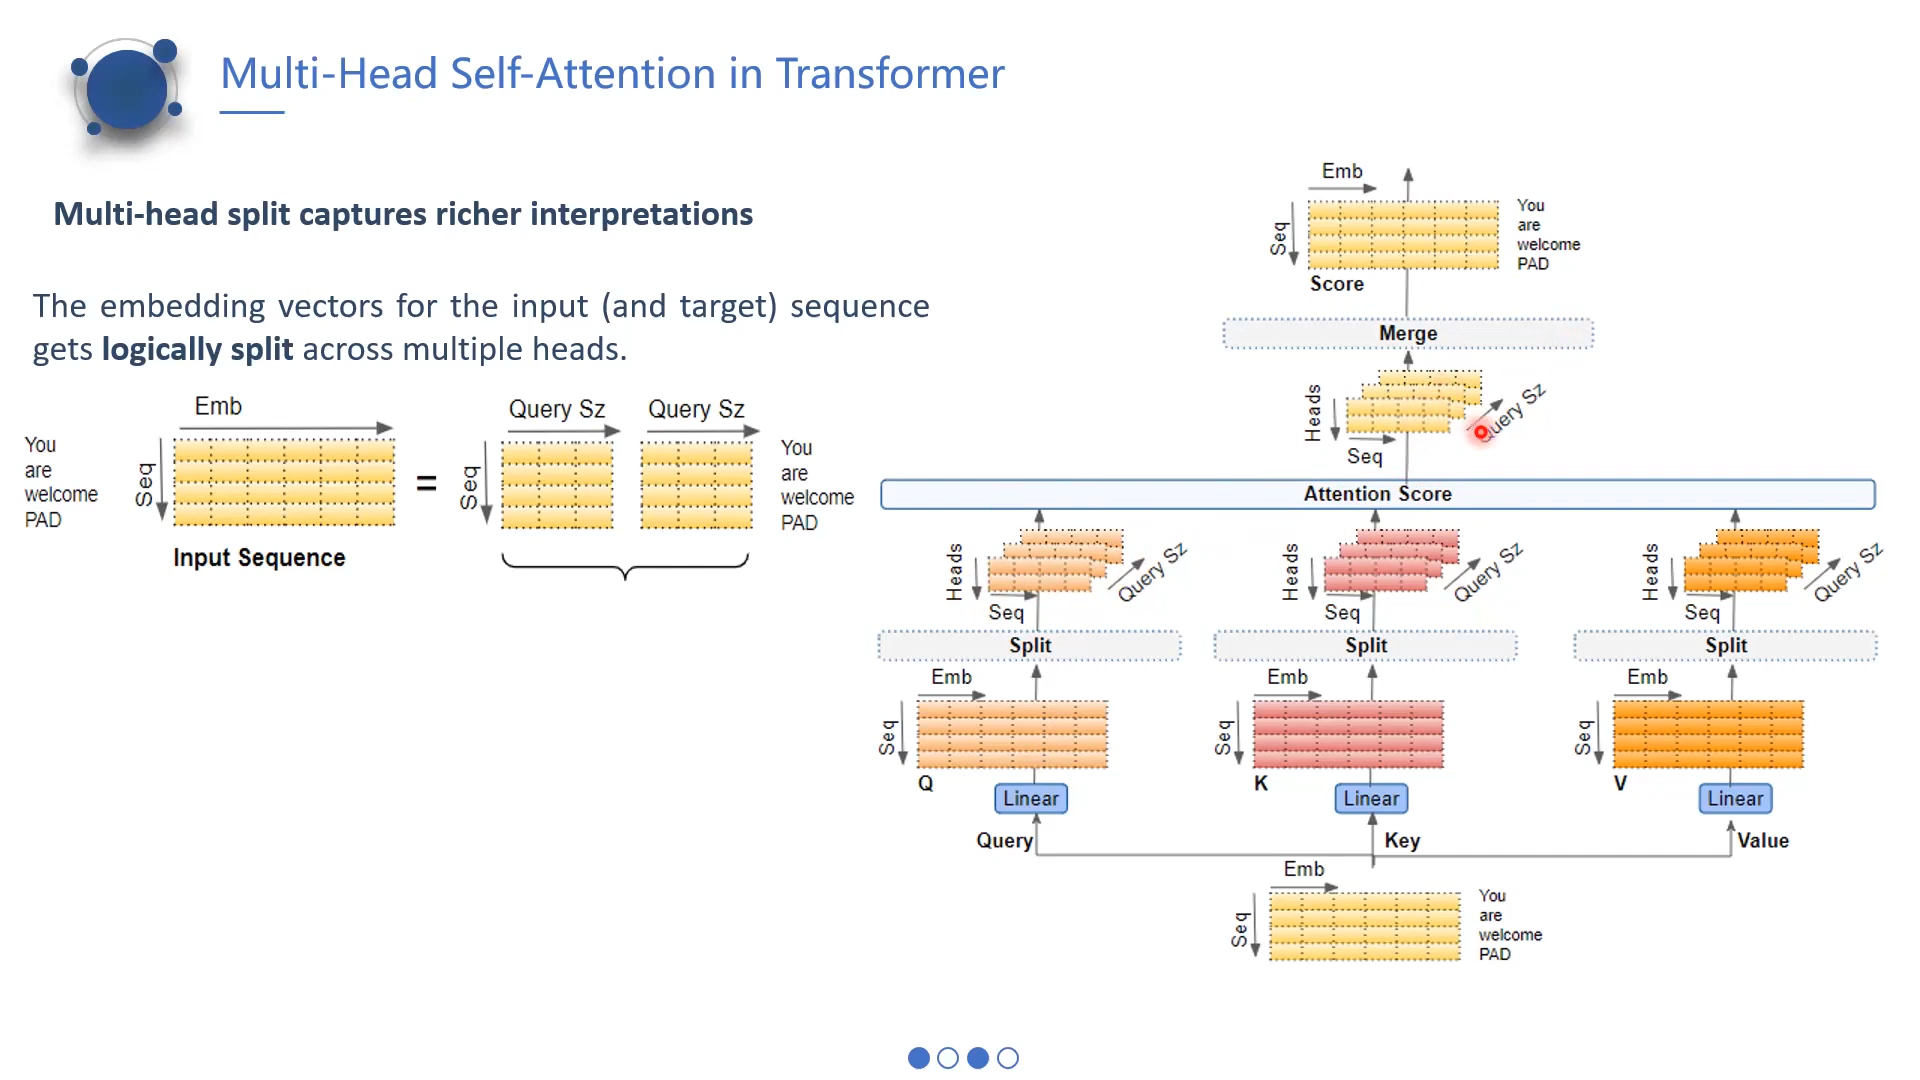 Multi-Head Self-Attention in Transformer
Multi-head split captures richer interpretations
The embedding vectors for the input (and target) sequence
gets logically split across multiple heads.
Emb
Seq
You
are
welcome
PAD
Input Sequence
=
Query Sz
Query Sz
Seq
You
are
welcome
PAD
Emb
Seq
You
are
welcome
PAD
Score
Merge
Heads
Seq
Query Sz
Attention Score
Heads
Seq
Query Sz
Heads
Seq
Query Sz
Heads
Seq
Query Sz
Split
Split
Split
Emb
Seq
Q
Emb
Seq
K
Emb
Seq
V
Linear
Linear
Linear
Query
Key
Value
Emb
Seq
You
are
welcome
PAD